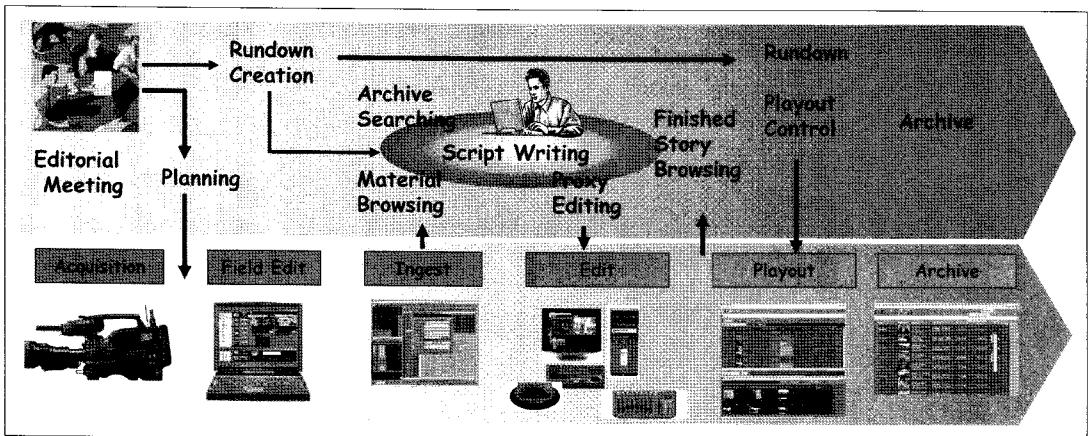 Editorial
Meeting
Planning
Rundown
Creation
Archive
Searching
Script Writing
Material
Browsing
Proxy
Editing
Finished
Story
Browsing
Rundown
Playout
Control
Archive
Acquisition
Field Edit
Ingest
Edit
Playout
Archive